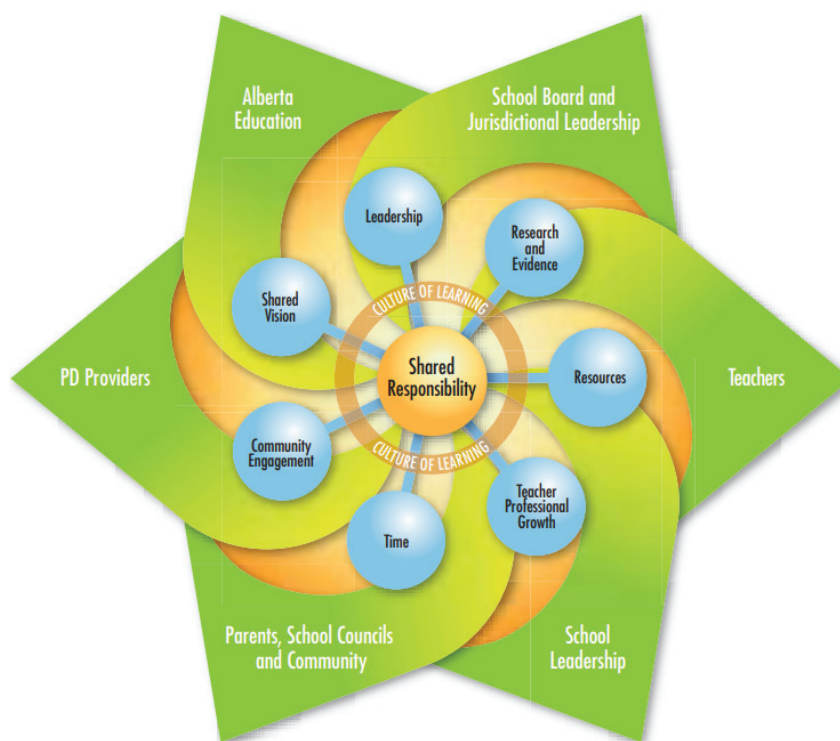 Alberta
Education
School Board and
Jurisdictional Leadership
Leadership
Research
and
Evidence
Shared
Vision
CULTURE OF LEARNING
Shared
Responsibility
PD Providers
Resources
Teachers
Community
Engagement
CULTURE OF LEARNING
Teacher
Professional
Growth
Time
Parents, School Councils
and Community
School
Leadership